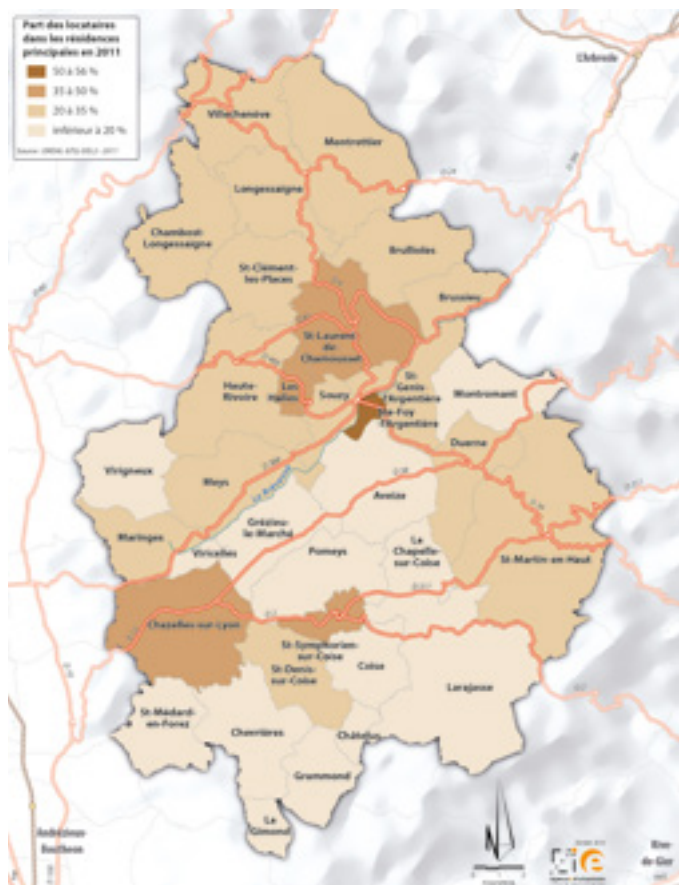 Part des locataires
dans les résidences
principales en 2011
50 à 56 %
35 à 50 %
20 à 35 %
inférieur à 20 %
L'Arbresle
Villechenève
Montrottier
Longessaigne
Chambost-
Longessaigne
Brullioles
St-Clément-
les-Places
Brussieu
St-Laurent-
de-
Chamousset
Haute-
Rivoire
Les
Halles
Souzy
St-
Genis-
l'Argentière
Ste-Foy-
l'Argentière
Montromant
Duerne
Virigneux
Meys
Aveize
Grézieu-
le-Marché
Maringes
Viricelles
Pomeys
La
Chapelle-
sur-Coise
St-Martin-en-Haut
Chazelles-sur-Lyon
St-Symphorien-
sur-Coise
St-Denis-
sur-Coise
Coise
Larajasse
St-Médard-
en-Forez
Chevrières
Châtelus
Grammond
La
Gimond
Andrézieux-
Bouthéon
Rive-
de-Gier